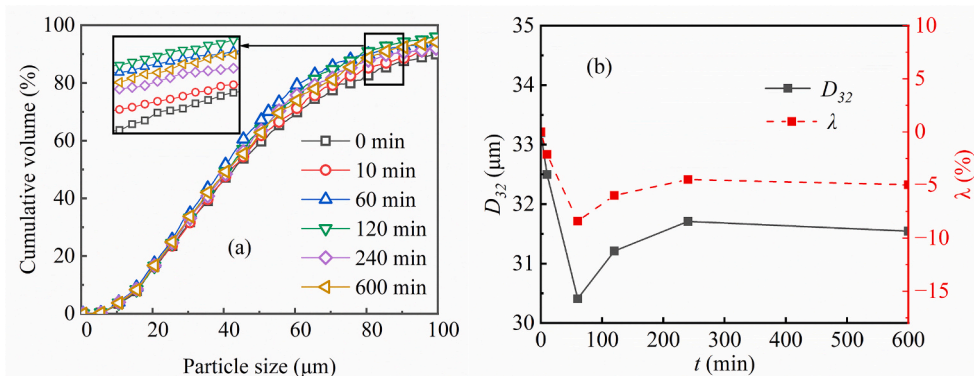 (a)
100
80
60
40
20
0
Cumulative volume (%)
0 min
10 min
60 min
120 min
240 min
600 min
0 20 40 60 80 100
Particle size (μm)
(b)
35
34
33
32
31
30
D32 (μm)
D32
λ
10
5
0
−5
−10
−15
λ (%)
0 100 200 300 400 500 600
t (min)